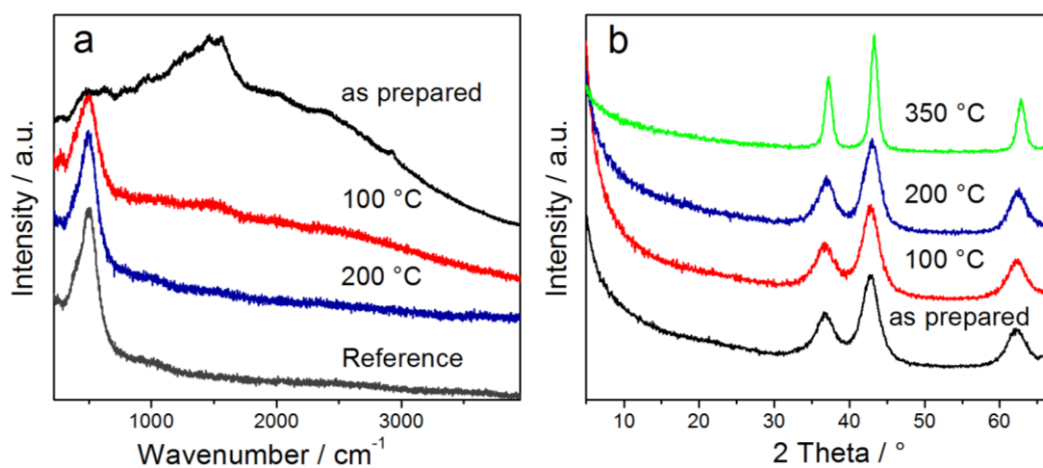 a
as prepared
100 °C
200 °C
Reference
Intensity / a.u.
1000 2000 3000
Wavenumber / cm⁻¹
b
350 °C
200 °C
100 °C
as prepared
Intensity / a.u.
10 20 30 40 50 60
2 Theta / °